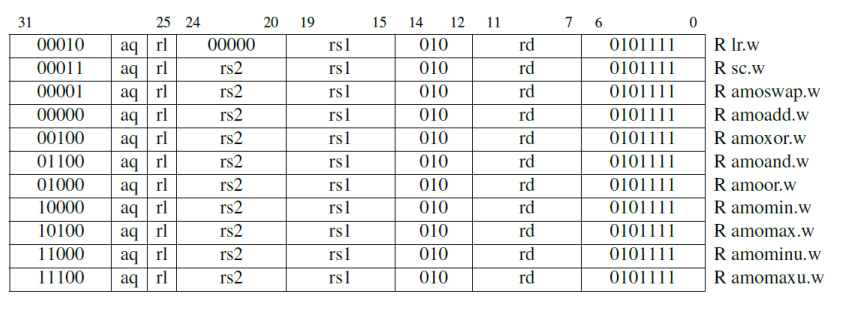 31 25 24 20 19 15 14 12 11 7 6 0
00010 aq rl 00000 rs1 010 rd 0101111 R lr.w
00011 aq rl rs2 rs1 010 rd 0101111 R sc.w
00001 aq rl rs2 rs1 010 rd 0101111 R amoswap.w
00000 aq rl rs2 rs1 010 rd 0101111 R amoadd.w
00100 aq rl rs2 rs1 010 rd 0101111 R amoxor.w
01100 aq rl rs2 rs1 010 rd 0101111 R amoand.w
01000 aq rl rs2 rs1 010 rd 0101111 R amoor.w
10000 aq rl rs2 rs1 010 rd 0101111 R amomin.w
10100 aq rl rs2 rs1 010 rd 0101111 R amomax.w
11000 aq rl rs2 rs1 010 rd 0101111 R amominu.w
11100 aq rl rs2 rs1 010 rd 0101111 R amomaxu.w